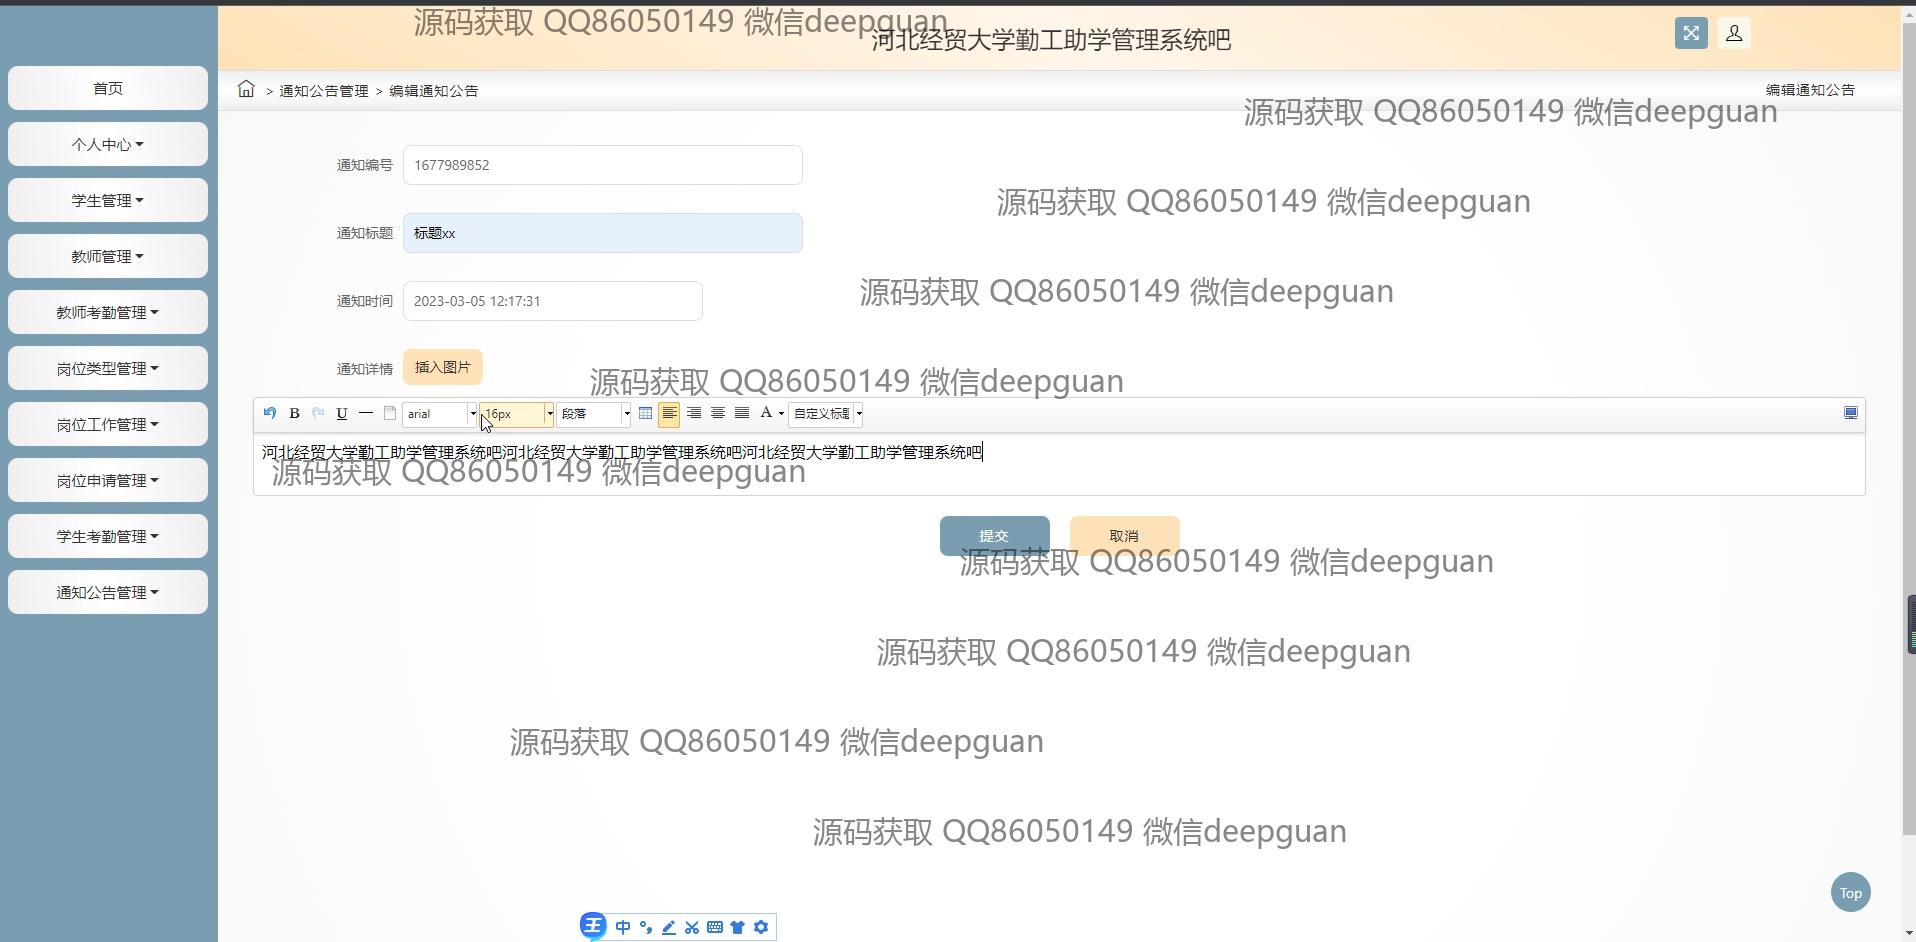 源码获取 QQ86050149 微信deepguan
河北经贸大学勤工助学管理系统吧
首页
个人中心
学生管理
教师管理
教师考勤管理
岗位类型管理
岗位工作管理
岗位申请管理
学生考勤管理
通知公告管理
> 通知公告管理 > 编辑通知公告
编辑通知公告
源码获取 QQ86050149 微信deepguan
通知编号 1677989852
源码获取 QQ86050149 微信deepguan
通知标题 标题xx
源码获取 QQ86050149 微信deepguan
通知时间 2023-03-05 12:17:31
通知详情 插入图片
源码获取 QQ86050149 微信deepguan
B U arial 16px 段落 A 自定义标题
河北经贸大学勤工助学管理系统吧河北经贸大学勤工助学管理系统吧河北经贸大学勤工助学管理系统吧
源码获取 QQ86050149 微信deepguan
提交 取消
源码获取 QQ86050149 微信deepguan
源码获取 QQ86050149 微信deepguan
源码获取 QQ86050149 微信deepguan
源码获取 QQ86050149 微信deepguan
Top
王 中